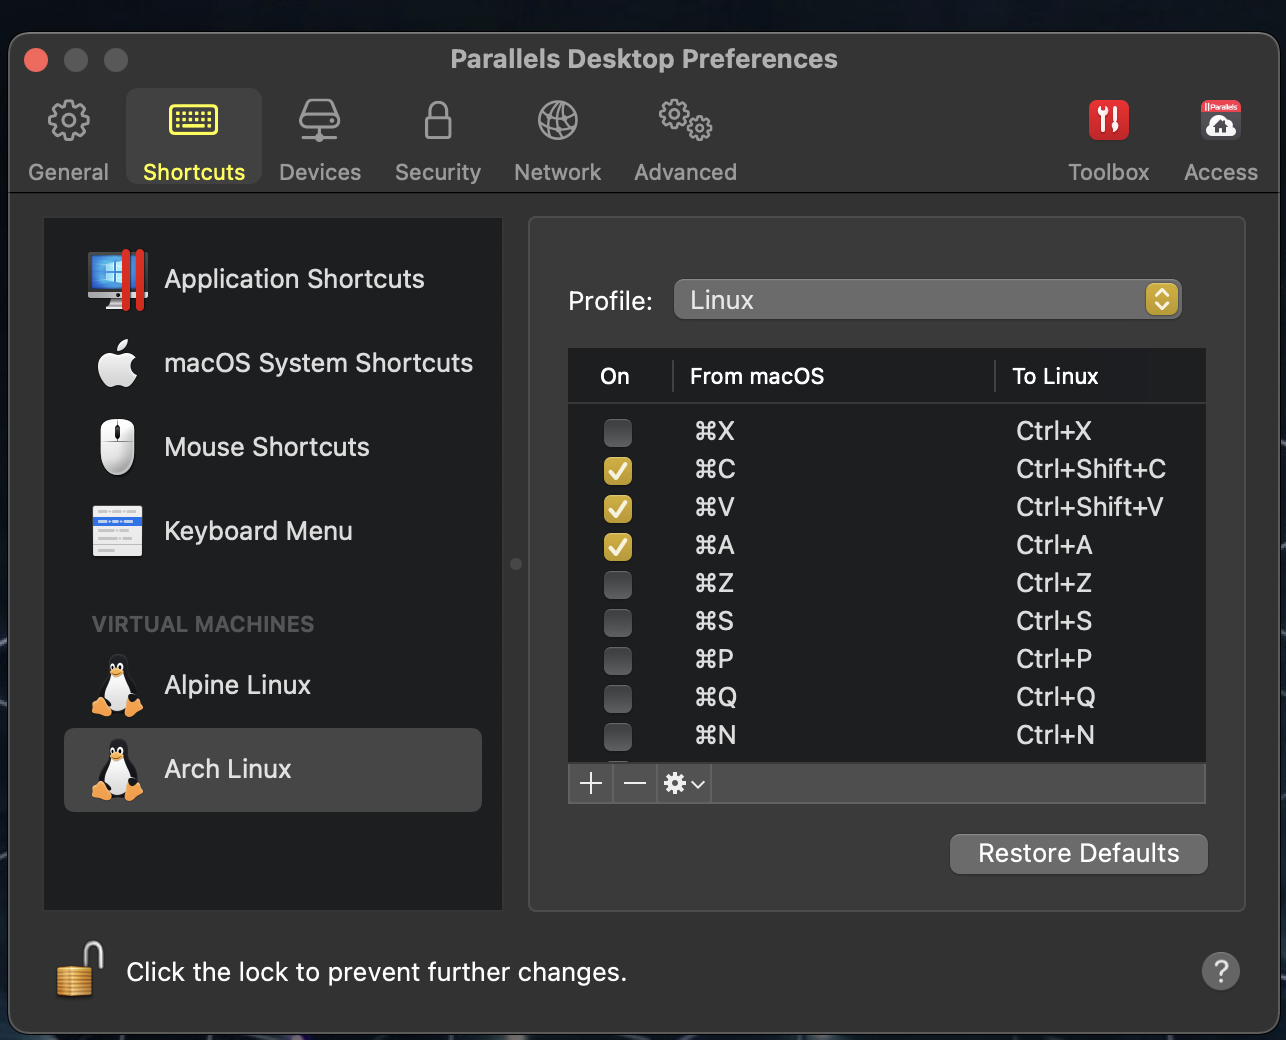 Parallels Desktop Preferences
General
Shortcuts
Devices
Security
Network
Advanced
Toolbox
Parallels
Access
Application Shortcuts
macOS System Shortcuts
Mouse Shortcuts
Keyboard Menu
VIRTUAL MACHINES
Alpine Linux
Arch Linux
Profile: Linux
On From macOS To Linux
⌘X Ctrl+X
⌘C Ctrl+Shift+C
⌘V Ctrl+Shift+V
⌘A Ctrl+A
⌘Z Ctrl+Z
⌘S Ctrl+S
⌘P Ctrl+P
⌘Q Ctrl+Q
⌘N Ctrl+N
Restore Defaults
Click the lock to prevent further changes.
?